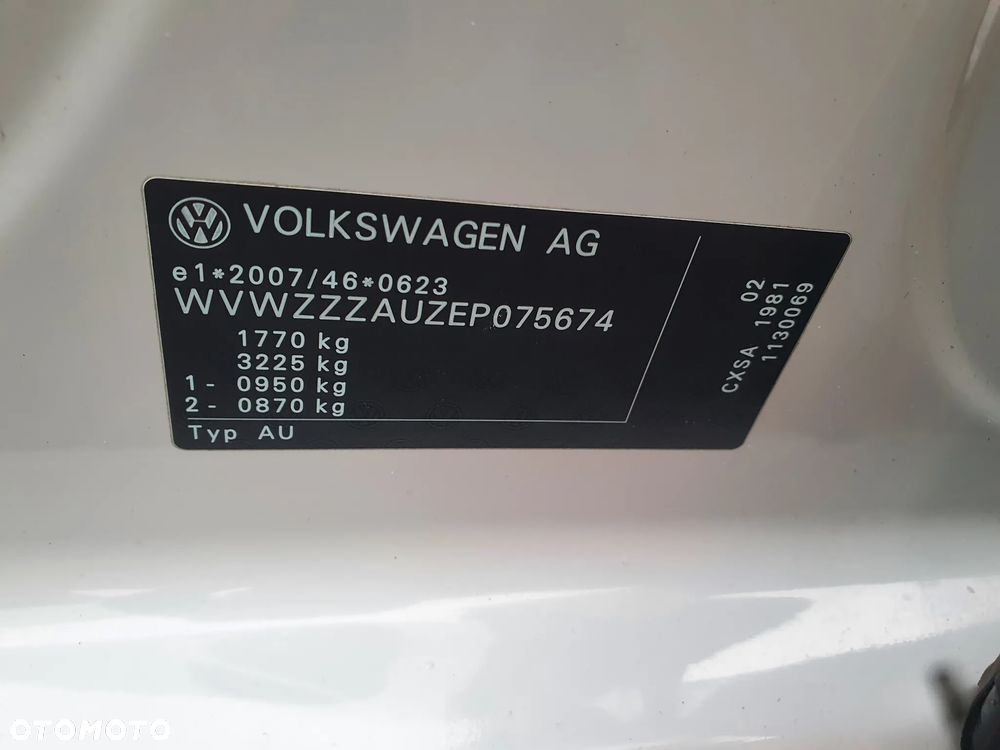 VOLKSWAGEN AG
e1*2007/46*0623
WVWZZZAUZEP075674
1770 kg
3225 kg
1- 0950 kg
2- 0870 kg
Typ AU
02
CXSA 1981
1130069
OTOMOTO